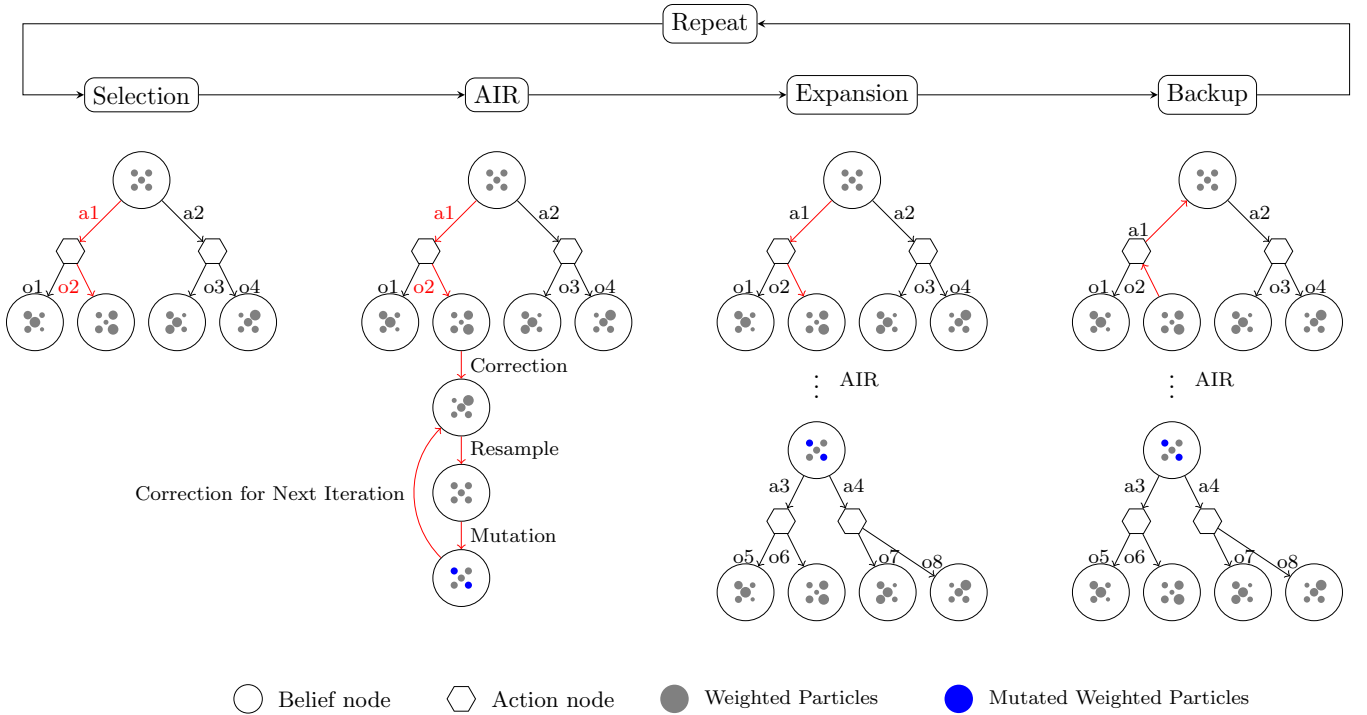 Repeat
Selection
AIR
Expansion
Backup
a1 a2
o1 o2 o3 o4
a1 a2
o1 o2 o3 o4
Correction
Resample
Correction for Next Iteration
Mutation
a1 a2
o1 o2 o3 o4
AIR
a3 a4
o5 o6 o7 o8
a1 a2
o1 o2 o3 o4
AIR
a3 a4
o5 o6 o7 o8
Belief node
Action node
Weighted Particles
Mutated Weighted Particles